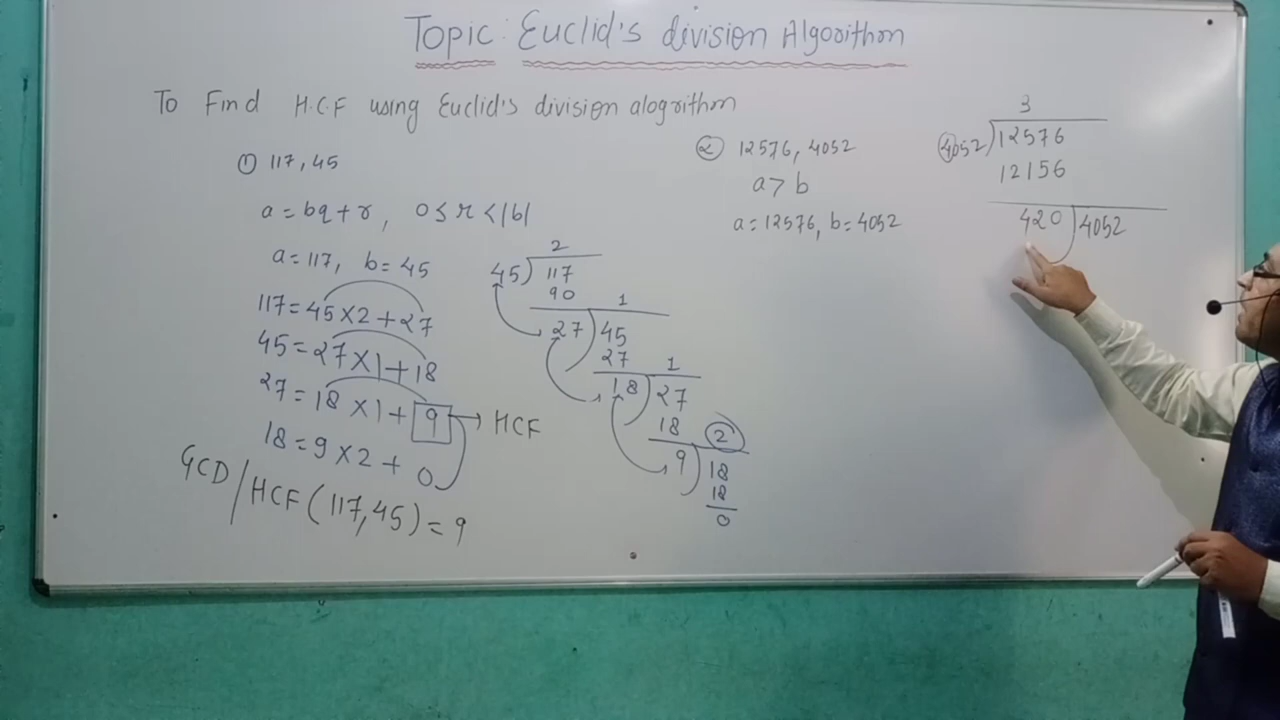 Topic: Euclid's division Algorithm
To Find H.C.F using Euclid's division alogrithm
① 117, 45
a = bq + r, 0 ≤ r < |b|
a = 117, b = 45
117 = 45 × 2 + 27
45 = 27 × 1 + 18
27 = 18 × 1 + 9 → HCF
18 = 9 × 2 + 0
GCD/HCF (117, 45) = 9
2
45) 117
90 1
27) 45
27 1
18) 27
18 2
9) 18
18
0
② 12576, 4052
a > b
a = 12576, b = 4052
3
4052) 12576
12156
420) 4052